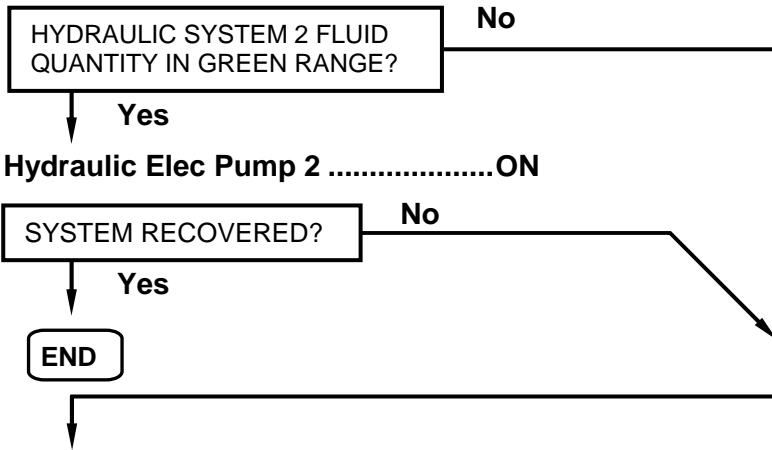 No
HYDRAULIC SYSTEM 2 FLUID
QUANTITY IN GREEN RANGE?
Yes
Hydraulic Elec Pump 2 ....................ON
No
SYSTEM RECOVERED?
Yes
END